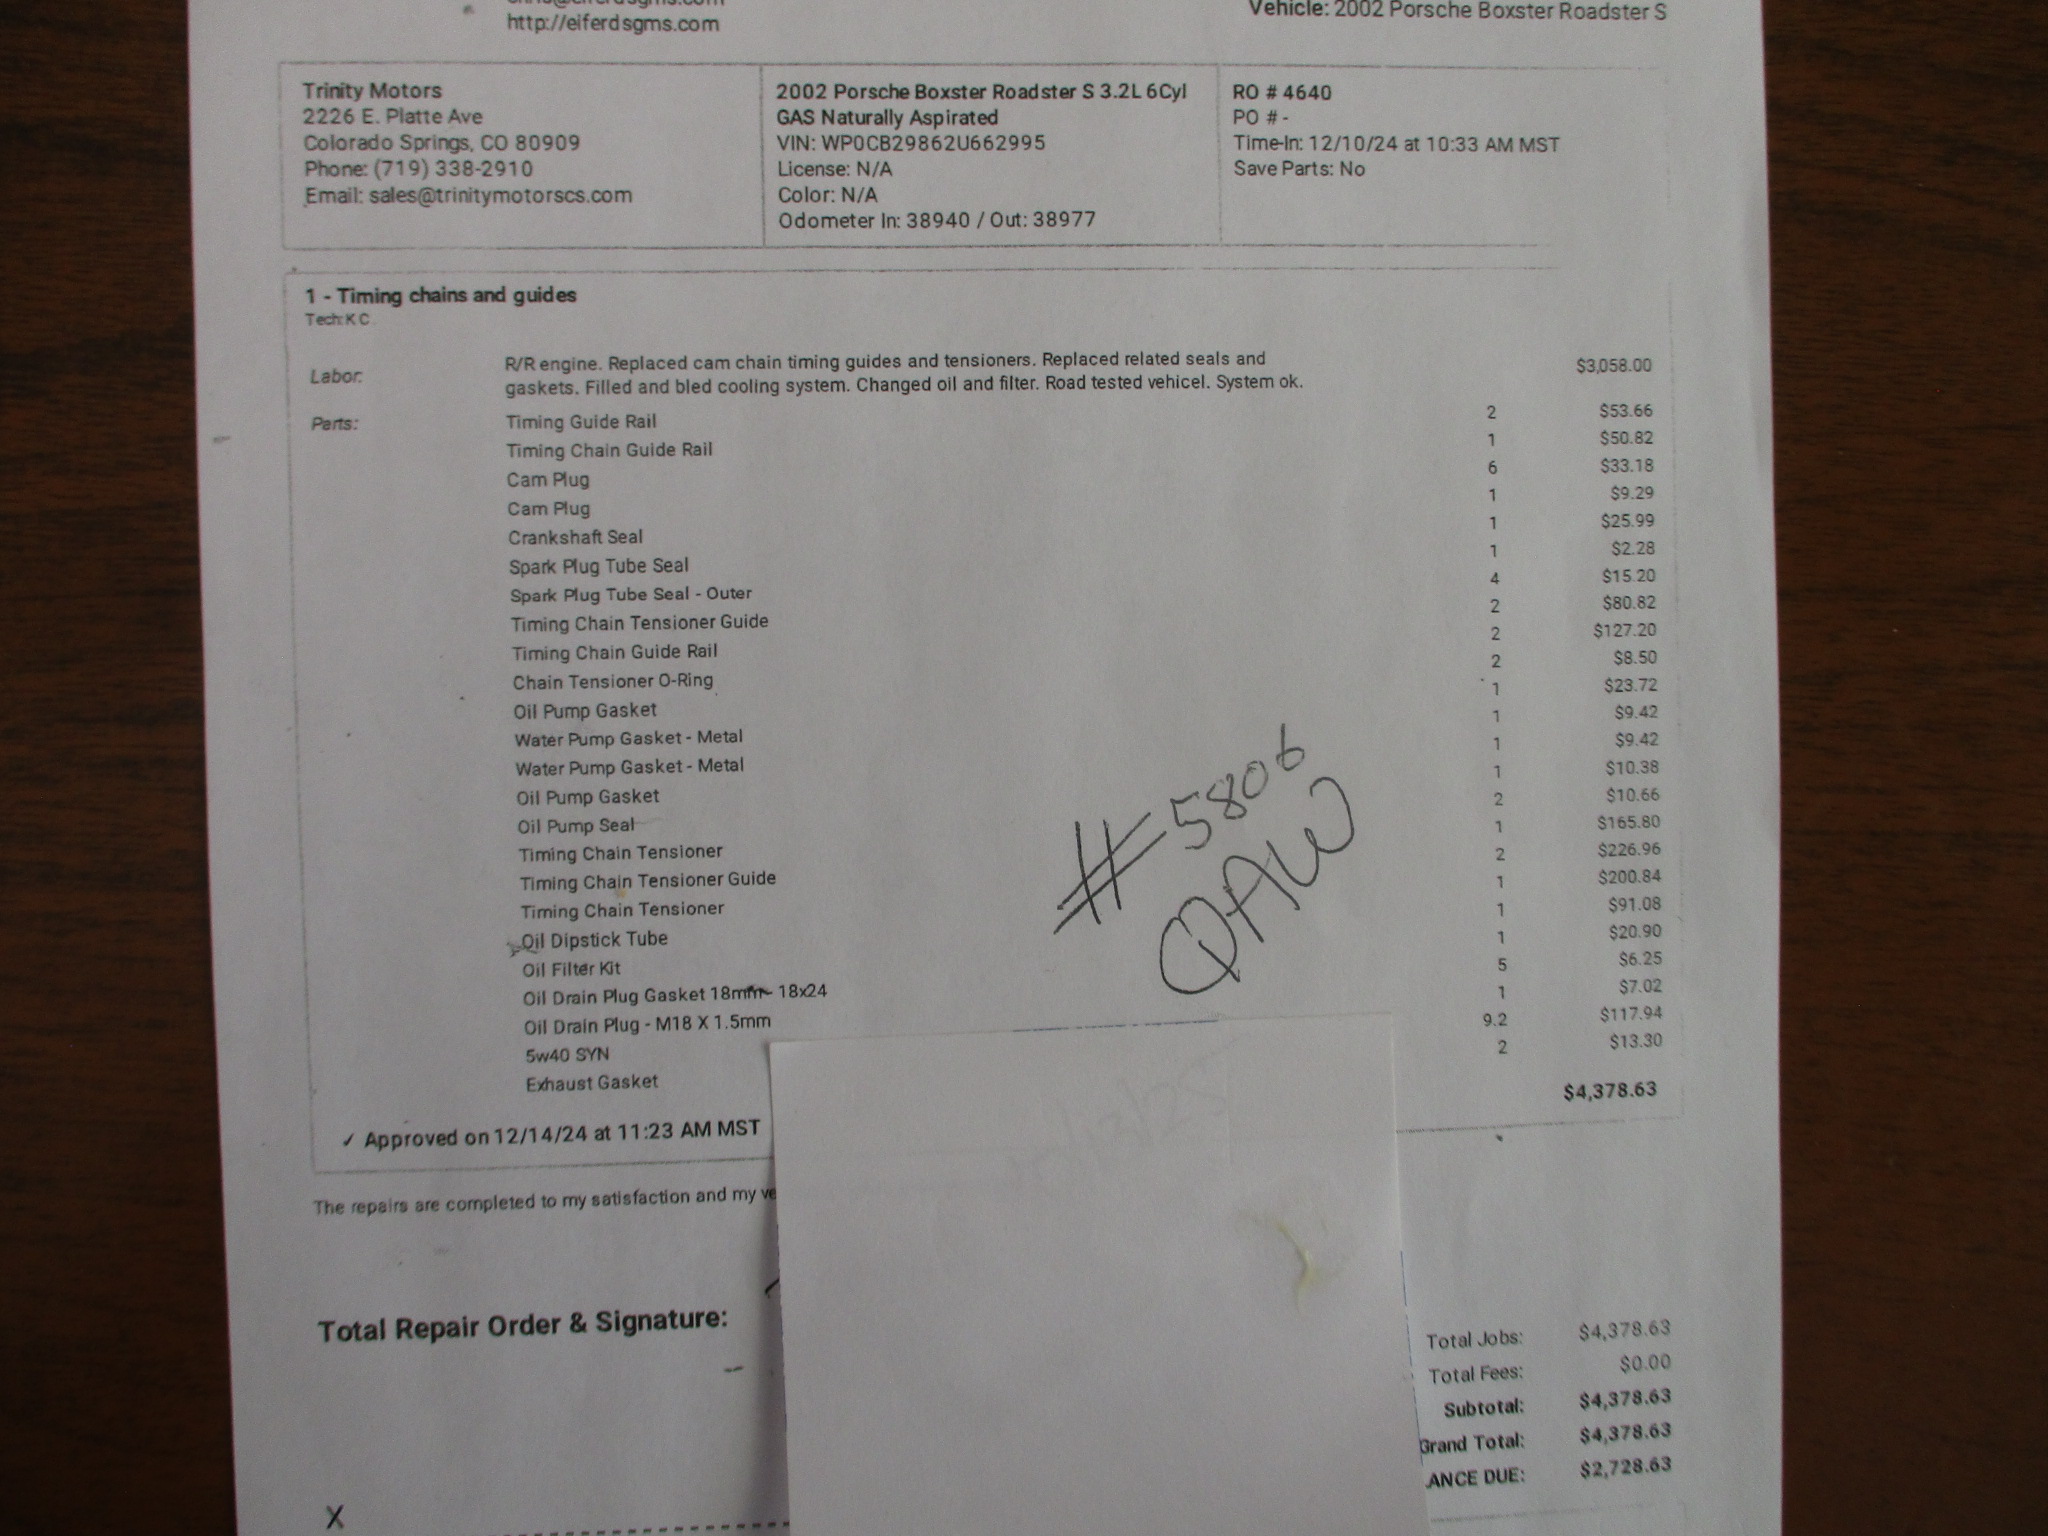 http://eiferdsgms.com
Vehicle: 2002 Porsche Boxster Roadster S
Trinity Motors
2226 E. Platte Ave
Colorado Springs, CO 80909
Phone: (719) 338-2910
Email: sales@trinitymotorscs.com
2002 Porsche Boxster Roadster S 3.2L 6Cyl
GAS Naturally Aspirated
VIN: WP0CB29862U662995
License: N/A
Color: N/A
Odometer In: 38940 / Out: 38977
RO # 4640
PO # -
Time-In: 12/10/24 at 10:33 AM MST
Save Parts: No
1 - Timing chains and guides
Tech: K C
Labor: R/R engine. Replaced cam chain timing guides and tensioners. Replaced related seals and $3,058.00
gaskets. Filled and bled cooling system. Changed oil and filter. Road tested vehicel. System ok.
Parts: Timing Guide Rail 2 $53.66
Timing Chain Guide Rail 1 $50.82
Cam Plug 6 $33.18
Cam Plug 1 $9.29
Crankshaft Seal 1 $25.99
Spark Plug Tube Seal 1 $2.28
Spark Plug Tube Seal - Outer 4 $15.20
Timing Chain Tensioner Guide 2 $80.82
Timing Chain Guide Rail 2 $127.20
Chain Tensioner O-Ring 2 $8.50
Oil Pump Gasket 1 $23.72
Water Pump Gasket - Metal 1 $9.42
Water Pump Gasket - Metal 1 $9.42
Oil Pump Gasket 1 $10.38
Oil Pump Seal 2 $10.66
Timing Chain Tensioner 1 $165.80
Timing Chain Tensioner Guide 2 $226.96
Timing Chain Tensioner 1 $200.84
Oil Dipstick Tube 1 $91.08
Oil Filter Kit 1 $20.90
Oil Drain Plug Gasket 18mm - 18x24 5 $6.25
Oil Drain Plug - M18 X 1.5mm 1 $7.02
5w40 SYN 9.2 $117.94
Exhaust Gasket 2 $13.30
$4,378.63
#5806
QAW
✓ Approved on 12/14/24 at 11:23 AM MST
The repairs are completed to my satisfaction and my ve
Total Repair Order & Signature:
Total Jobs: $4,378.63
Total Fees: $0.00
Subtotal: $4,378.63
Grand Total: $4,378.63
ANCE DUE: $2,728.63
X